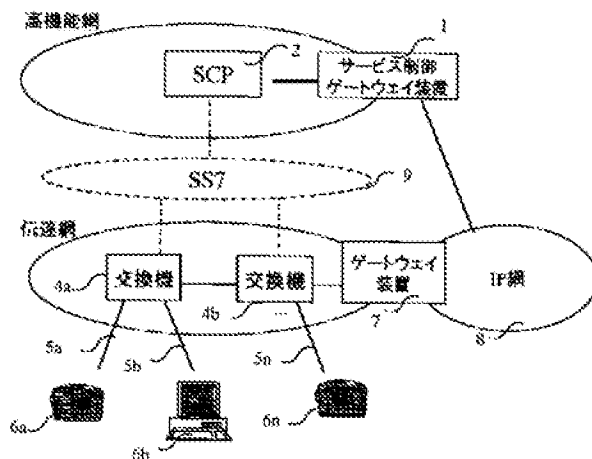 高機能網
1
2
SCP
サービス制御
ゲートウェイ装置
SS7
9
伝達網
4a
交換機
交換機
4b
...
ゲートウェイ
装置
7
IP網
8
5a
5b
5n
6a
6b
6n